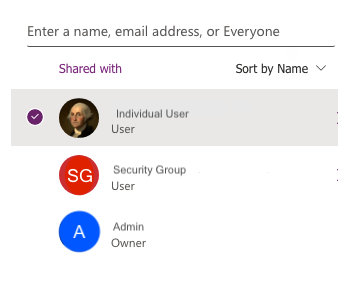 Enter a name, email address, or Everyone
Shared with
Sort by Name
Individual User
User
SG
Security Group
User
A
Admin
Owner